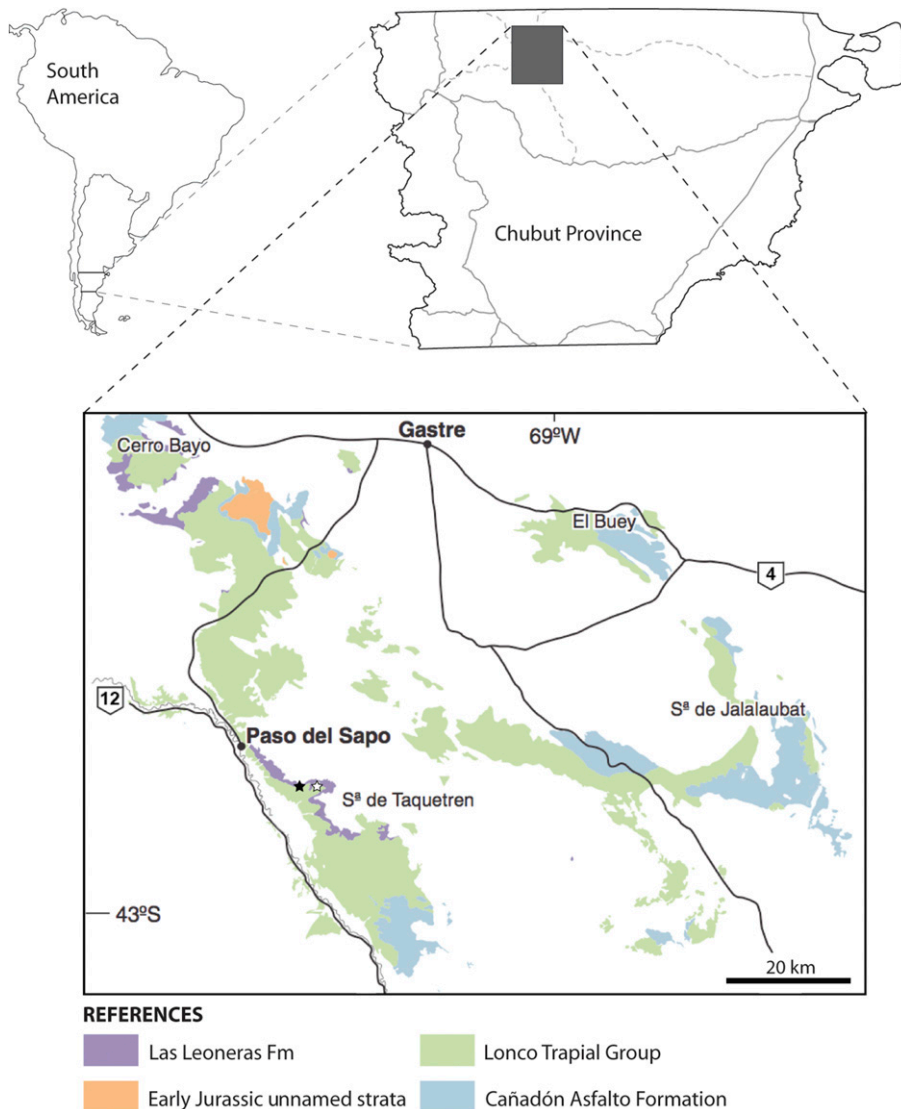 South
America
Chubut Province
Gastre
69ºW
Cerro Bayo
El Buey
4
12
Sª de Jalalaubat
Paso del Sapo
Sª de Taquetren
43ºS
20 km
REFERENCES
Las Leoneras Fm
Lonco Trapial Group
Early Jurassic unnamed strata
Cañadón Asfalto Formation